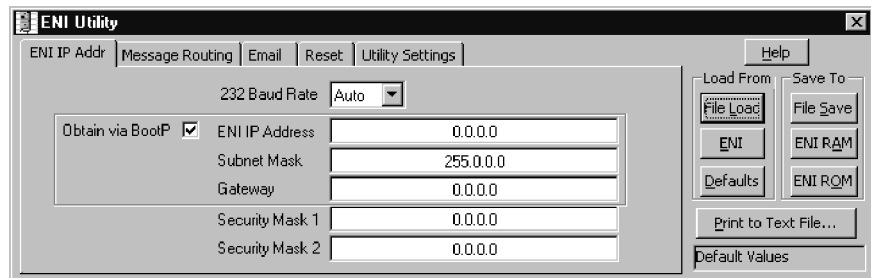 ENI Utility
ENI IP Addr Message Routing Email Reset Utility Settings
232 Baud Rate Auto
Obtain via BootP ENI IP Address 0.0.0.0
Subnet Mask 255.0.0.0
Gateway 0.0.0.0
Security Mask 1 0.0.0.0
Security Mask 2 0.0.0.0
Help
Load From Save To
File Load File Save
ENI ENI RAM
Defaults ENI ROM
Print to Text File...
Default Values